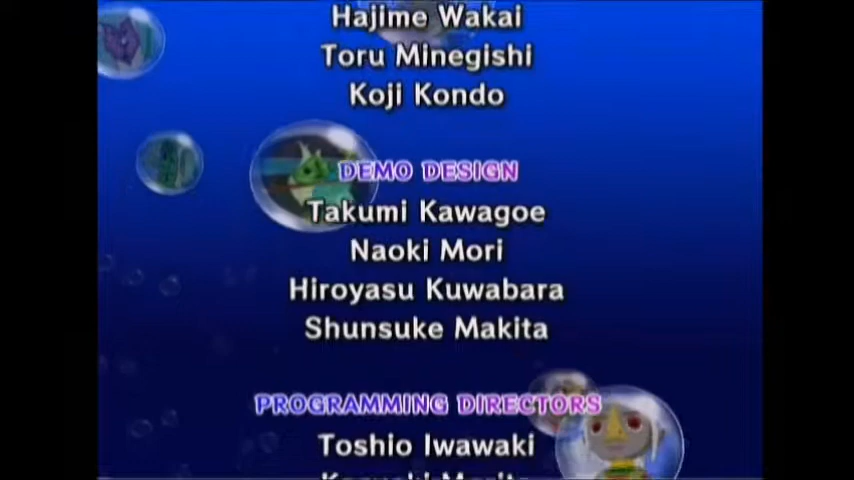 Hajime Wakai
Toru Minegishi
Koji Kondo
DEMO DESIGN
Takumi Kawagoe
Naoki Mori
Hiroyasu Kuwabara
Shunsuke Makita
PROGRAMMING DIRECTORS
Toshio Iwawaki